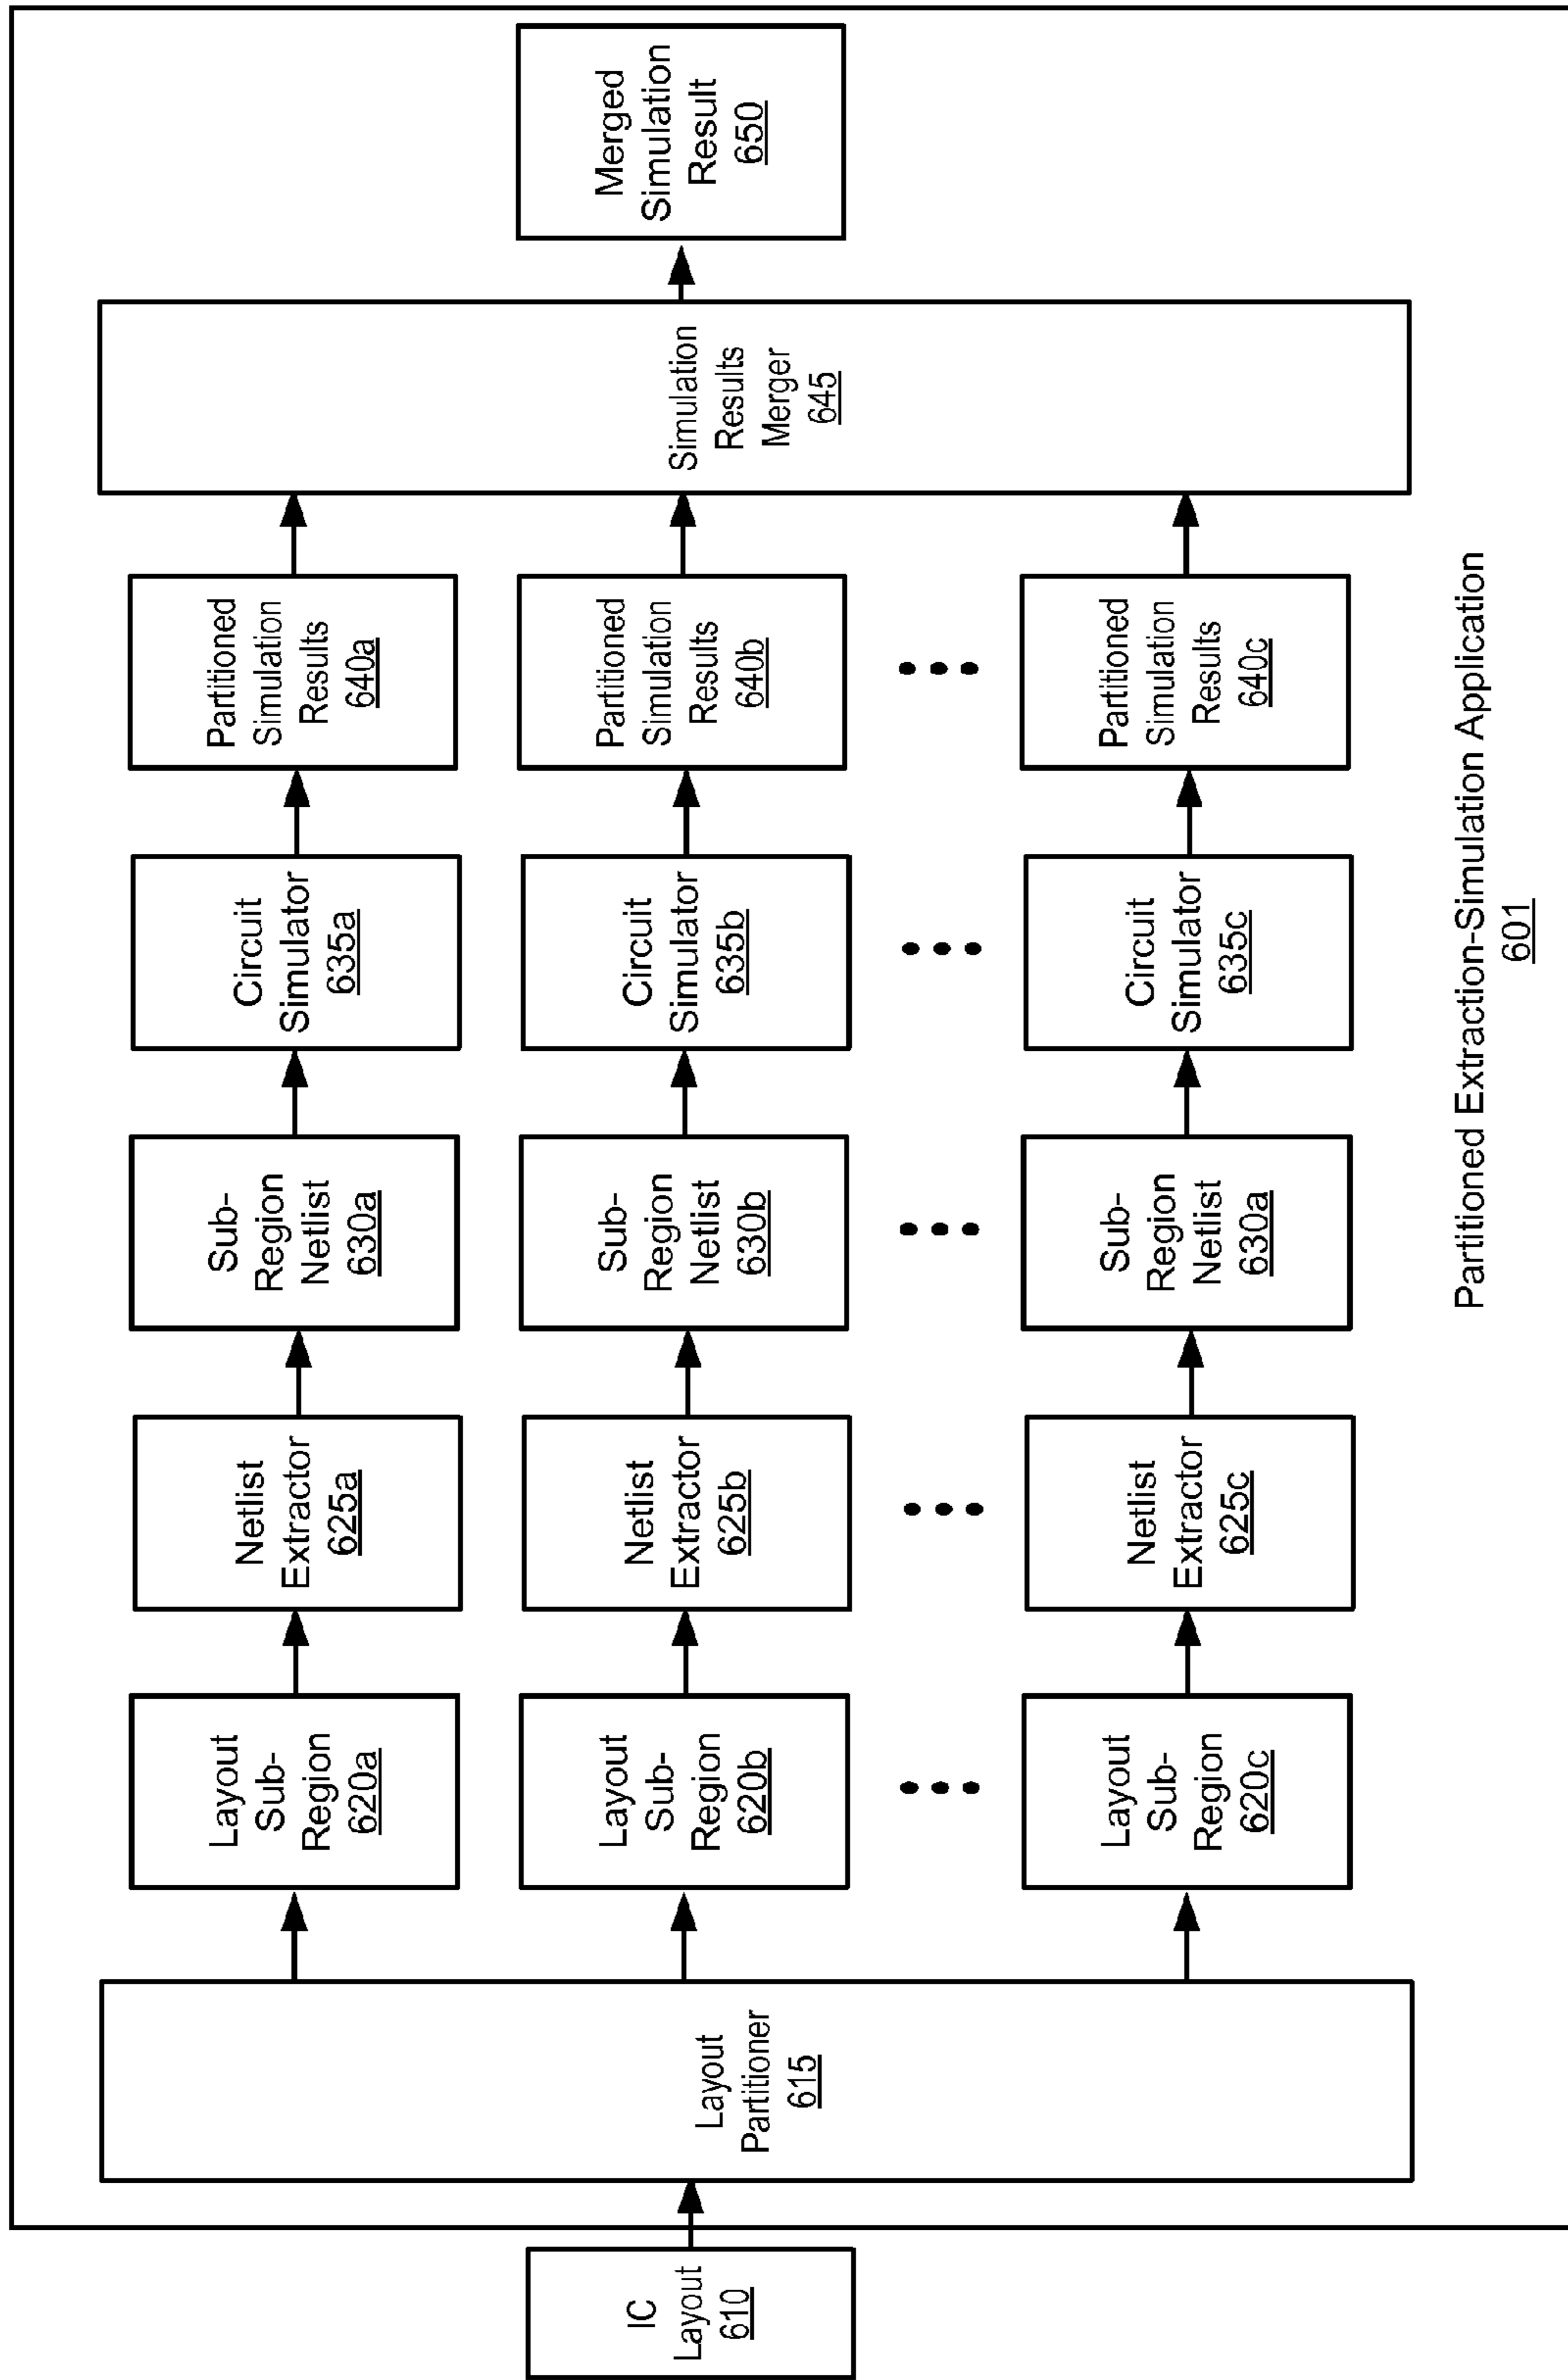 IC
Layout
610
Layout
Partitioner
615
Layout
Sub-
Region
620a
Netlist
Extractor
625a
Sub-
Region
Netlist
630a
Circuit
Simulator
635a
Partitioned
Simulation
Results
640a
Layout
Sub-
Region
620b
Netlist
Extractor
625b
Sub-
Region
Netlist
630b
Circuit
Simulator
635b
Partitioned
Simulation
Results
640b
Layout
Sub-
Region
620c
Netlist
Extractor
625c
Sub-
Region
Netlist
630a
Circuit
Simulator
635c
Partitioned
Simulation
Results
640c
Simulation
Results
Merger
645
Merged
Simulation
Result
650
Partitioned Extraction-Simulation Application
601